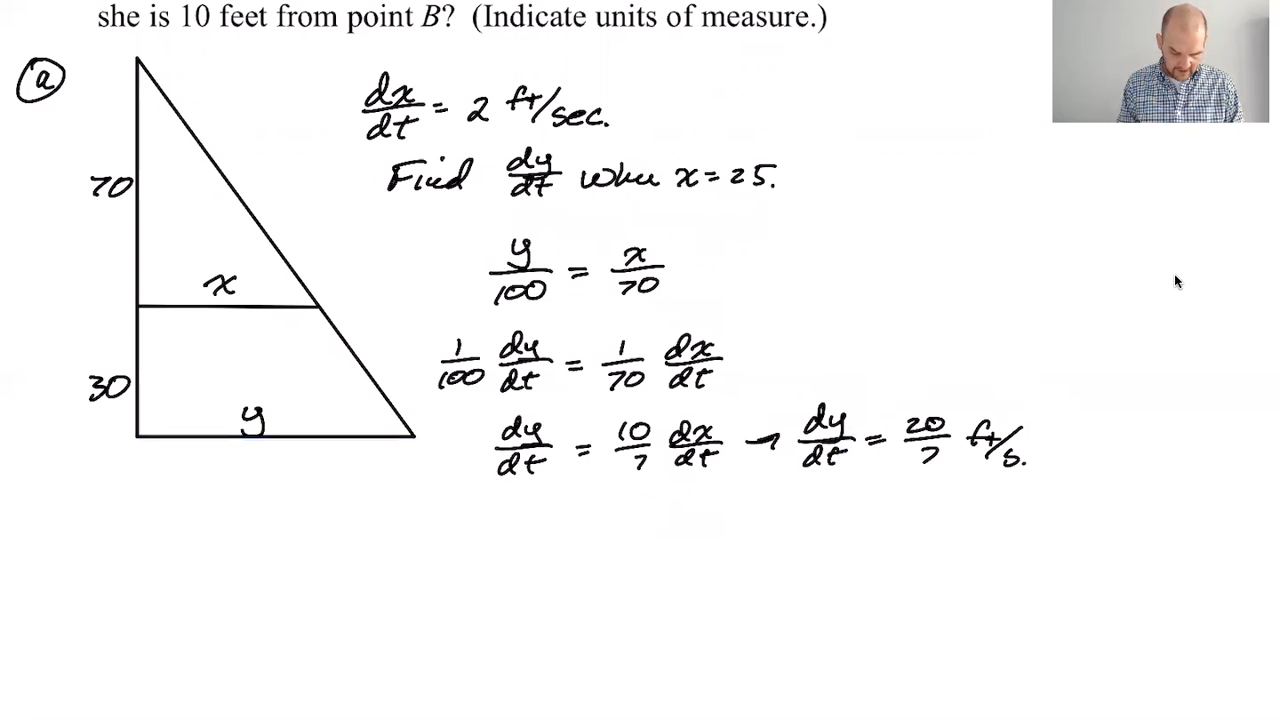 she is 10 feet from point B? (Indicate units of measure.)
a
dx/dt = 2 ft/sec.
Find dy/dt when x = 25.
70
y/100 = x/70
x
1/100 dy/dt = 1/70 dx/dt
30
y
dy/dt = 10/7 dx/dt → dy/dt = 20/7 ft/s.